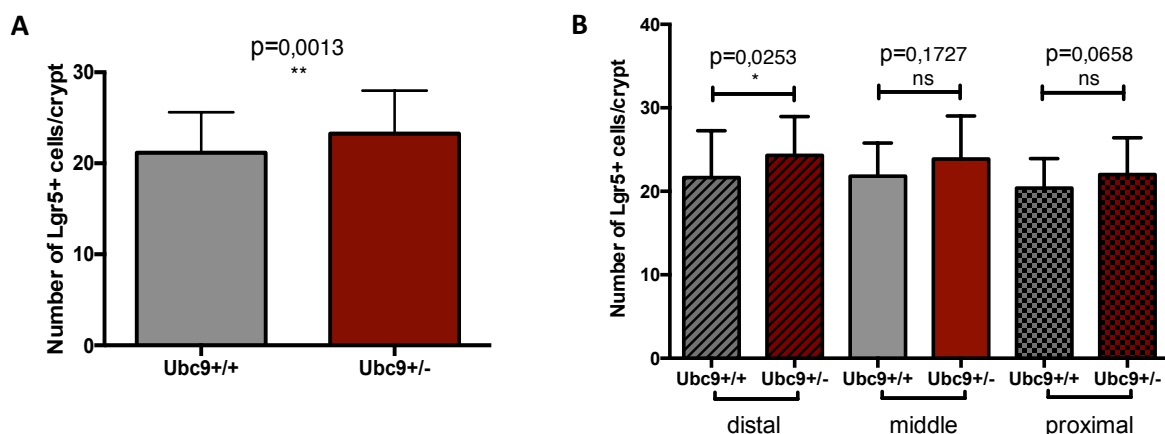 A
p=0,0013
**
Number of Lgr5+ cells/crypt
30
20
10
0
Ubc9+/+ Ubc9+/-
B
Number of Lgr5+ cells/crypt
40
30
20
10
0
p=0,0253
*
p=0,1727
ns
p=0,0658
ns
Ubc9+/+ Ubc9+/- Ubc9+/+ Ubc9+/- Ubc9+/+ Ubc9+/-
distal middle proximal